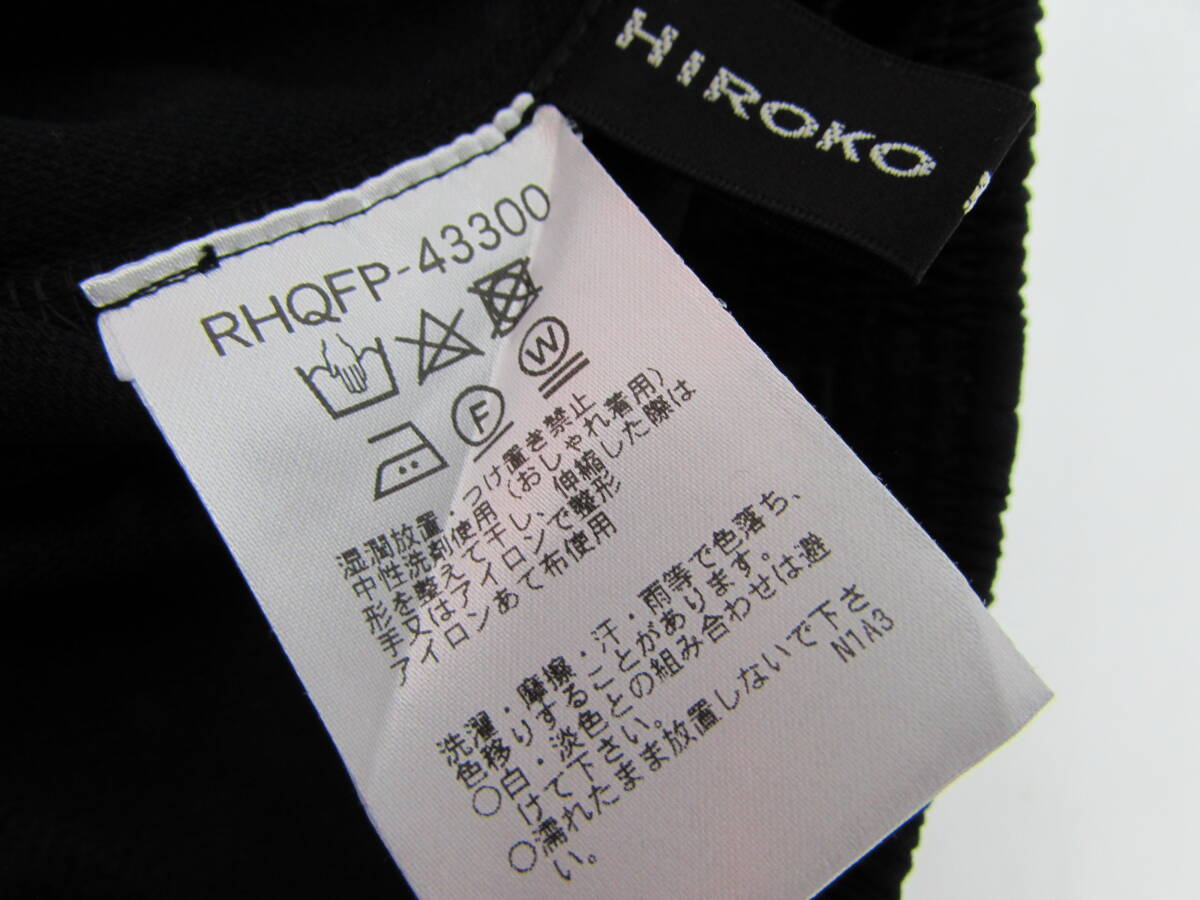 HIROKO
RHQFP-43300
F
W
湿潤放置・つけ置き禁止
中性洗剤使用(おしゃれ着用)
形を整えて干し、伸縮した際は
手又はアイロンで整形
アイロンあて布使用
洗濯・摩擦・汗・雨等で色落ち、
色移りすることがあります。
○白・淡色との組み合わせは避
けて下さい。
○濡れたまま放置しないで下さ
い。
N1A3